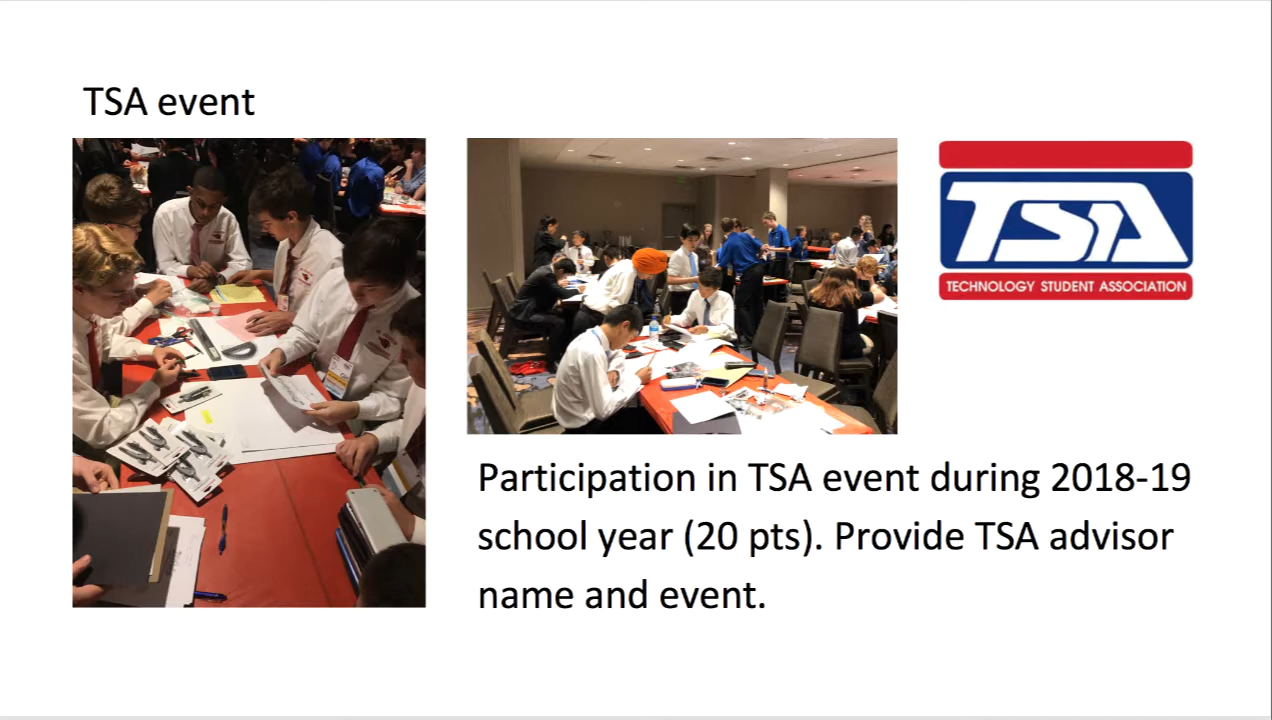 TSA event
TSA
TECHNOLOGY STUDENT ASSOCIATION
Participation in TSA event during 2018-19
school year (20 pts). Provide TSA advisor
name and event.